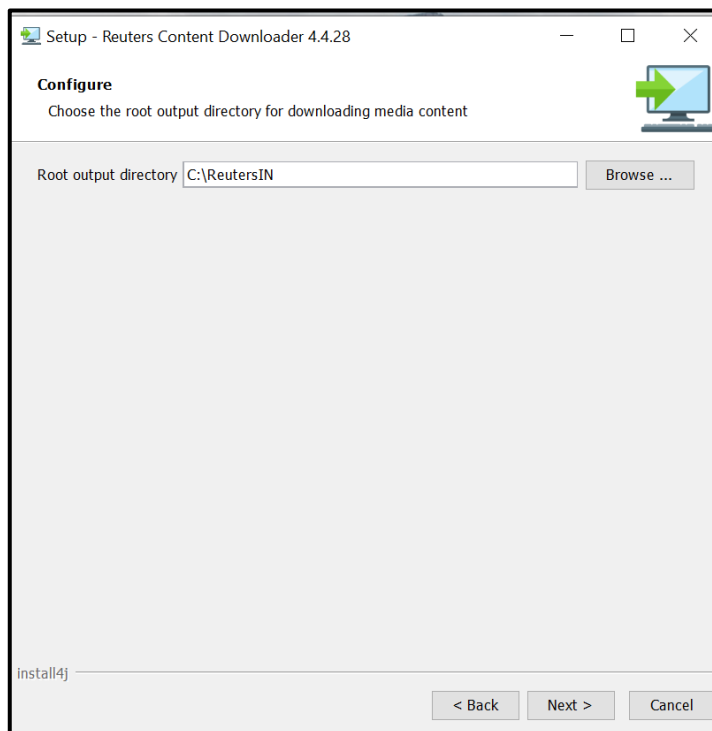 Setup - Reuters Content Downloader 4.4.28
Configure
Choose the root output directory for downloading media content
Root output directory C:\ReutersIN Browse ...
install4j
< Back Next > Cancel